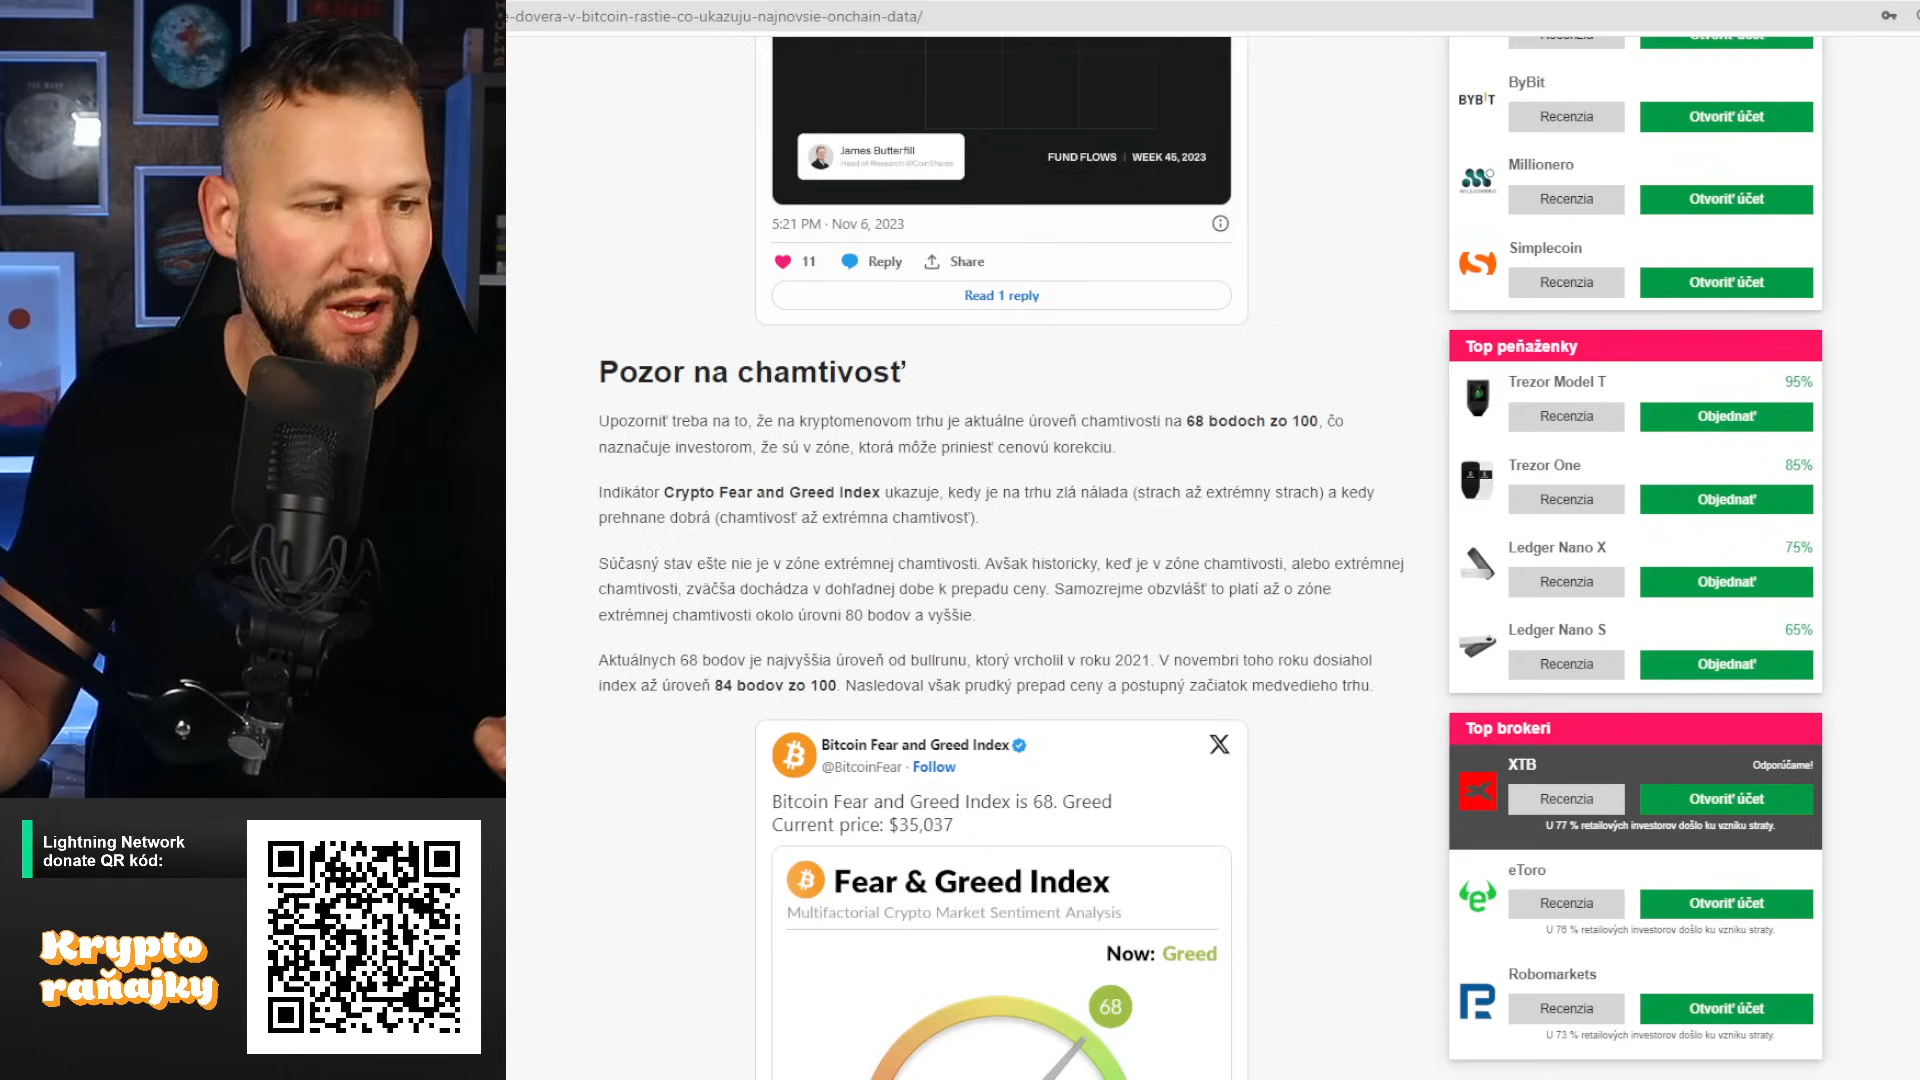 e-dovera-v-bitcoin-rastie-co-ukazuju-najnovsie-onchain-data/
James Butterfill
Head of Research @CoinShares
FUND FLOWS | WEEK 45, 2023
5:21 PM · Nov 6, 2023
11 Reply Share
Read 1 reply
Pozor na chamtivosť
Upozorniť treba na to, že na kryptomenovom trhu je aktuálne úroveň chamtivosti na 68 bodoch zo 100, čo
naznačuje investorom, že sú v zóne, ktorá môže priniesť cenovú korekciu.
Indikátor Crypto Fear and Greed Index ukazuje, kedy je na trhu zlá nálada (strach až extrémny strach) a kedy
prehnane dobrá (chamtivosť až extrémna chamtivosť).
Súčasný stav ešte nie je v zóne extrémnej chamtivosti. Avšak historicky, keď je v zóne chamtivosti, alebo extrémnej
chamtivosti, zväčša dochádza v dohľadnej dobe k prepadu ceny. Samozrejme obzvlášť to platí až o zóne
extrémnej chamtivosti okolo úrovni 80 bodov a vyššie.
Aktuálnych 68 bodov je najvyššia úroveň od bullrunu, ktorý vrcholil v roku 2021. V novembri toho roku dosiahol
index až úroveň 84 bodov zo 100. Nasledoval však prudký prepad ceny a postupný začiatok medvedieho trhu.
Bitcoin Fear and Greed Index
@BitcoinFear · Follow
Bitcoin Fear and Greed Index is 68. Greed
Current price: $35,037
Fear & Greed Index
Multifactorial Crypto Market Sentiment Analysis
Now: Greed
68
Recenzia Otvoriť účet
ByBit
BYBIT
Recenzia Otvoriť účet
Millionero
Recenzia Otvoriť účet
Simplecoin
Recenzia Otvoriť účet
Top peňaženky
Trezor Model T 95%
Recenzia Objednať
Trezor One 85%
Recenzia Objednať
Ledger Nano X 75%
Recenzia Objednať
Ledger Nano S 65%
Recenzia Objednať
Top brokeri
XTB Odporúčame!
Recenzia Otvoriť účet
U 77 % retailových investorov došlo ku vzniku straty.
eToro
Recenzia Otvoriť účet
U 76 % retailových investorov došlo ku vzniku straty.
Robomarkets
Recenzia Otvoriť účet
U 73 % retailových investorov došlo ku vzniku straty.
Lightning Network
donate QR kód:
Krypto
raňajky